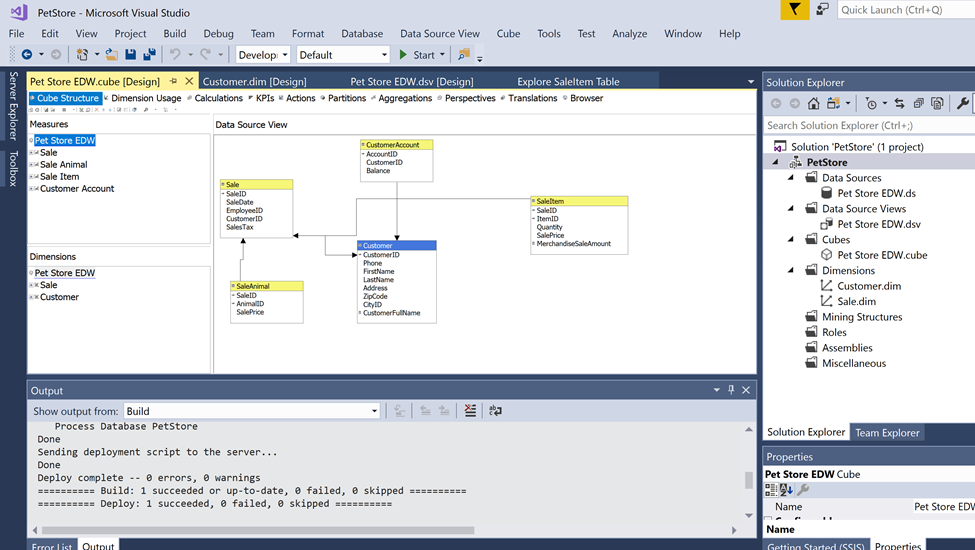 PetStore - Microsoft Visual Studio
Quick Launch (Ctrl+Q)
File Edit View Project Build Debug Team Format Database Data Source View Cube Tools Test Analyze Window Help
Develop Default Start
Server Explorer
Toolbox
Pet Store EDW.cube [Design] Customer.dim [Design] Pet Store EDW.dsv [Design] Explore SaleItem Table
Cube Structure Dimension Usage Calculations KPIs Actions Partitions Aggregations Perspectives Translations Browser
Measures
Pet Store EDW
Sale
Sale Animal
Sale Item
Customer Account
Dimensions
Pet Store EDW
Sale
Customer
Data Source View
CustomerAccount
AccountID
CustomerID
Balance
Sale
SaleID
SaleDate
EmployeeID
CustomerID
SalesTax
SaleItem
SaleID
ItemID
Quantity
SalePrice
MerchandiseSaleAmount
Customer
CustomerID
Phone
FirstName
LastName
Address
ZipCode
CityID
CustomerFullName
SaleAnimal
SaleID
AnimalID
SalePrice
Output
Show output from: Build
Process Database PetStore
Done
Sending deployment script to the server...
Done
Deploy complete -- 0 errors, 0 warnings
========== Build: 1 succeeded or up-to-date, 0 failed, 0 skipped ==========
========== Deploy: 1 succeeded, 0 failed, 0 skipped ==========
Error List Output
Solution Explorer
Search Solution Explorer (Ctrl+;)
Solution 'PetStore' (1 project)
PetStore
Data Sources
Pet Store EDW.ds
Data Source Views
Pet Store EDW.dsv
Cubes
Pet Store EDW.cube
Dimensions
Customer.dim
Sale.dim
Mining Structures
Roles
Assemblies
Miscellaneous
Solution Explorer Team Explorer
Properties
Pet Store EDW Cube
Name Pet Store EDW
Name
Getting Started (SSIS) Properties